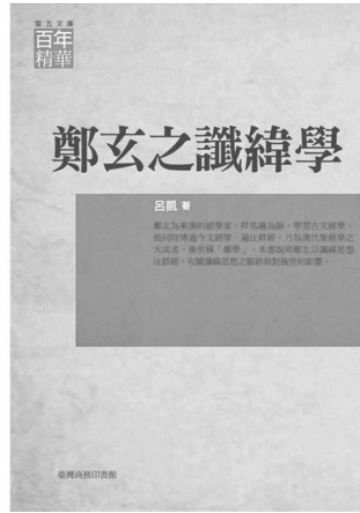 雲五文庫
百年
精華
鄭玄之讖緯學
呂凱 著
鄭玄為東漢的經學家，拜馬融為師，學習古文經學，
他同時博通今文經學，遍注群經，乃為漢代集經學之
大成者，後世稱「鄭學」。本書說明鄭玄以讖緯思想
注群經，有關讖緯思想之脈絡與對後世的影響。
臺灣商務印書館